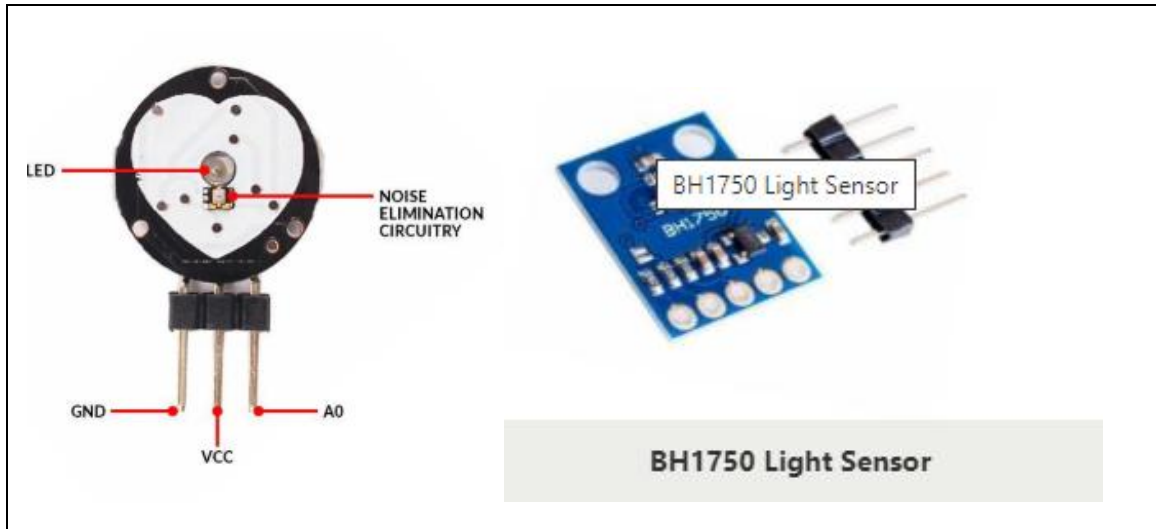 LED
NOISE
ELIMINATION
CIRCUITRY
GND
A0
VCC
BH1750 Light Sensor
BH1750
BH1750 Light Sensor